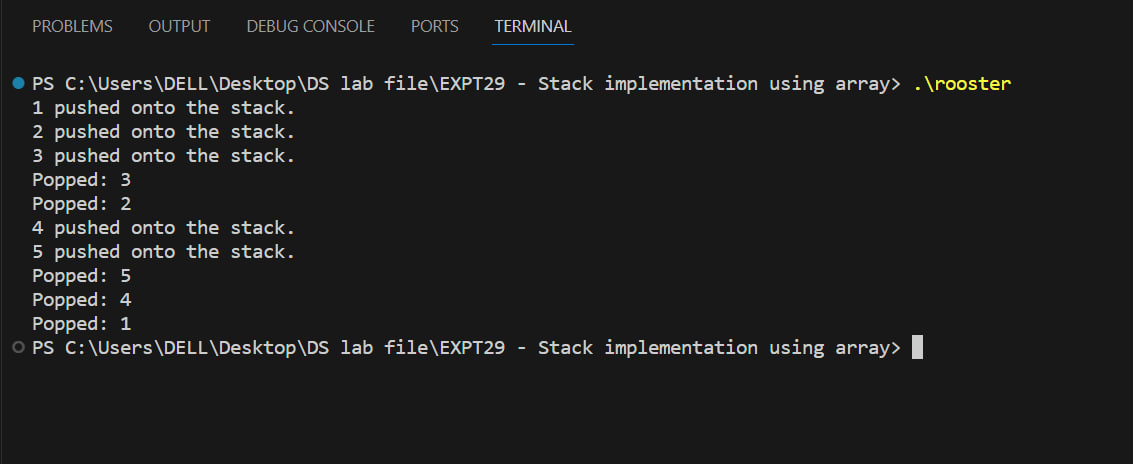 PROBLEMS OUTPUT DEBUG CONSOLE PORTS TERMINAL
PS C:\Users\DELL\Desktop\DS lab file\EXPT29 - Stack implementation using array> .\rooster
1 pushed onto the stack.
2 pushed onto the stack.
3 pushed onto the stack.
Popped: 3
Popped: 2
4 pushed onto the stack.
5 pushed onto the stack.
Popped: 5
Popped: 4
Popped: 1
PS C:\Users\DELL\Desktop\DS lab file\EXPT29 - Stack implementation using array>